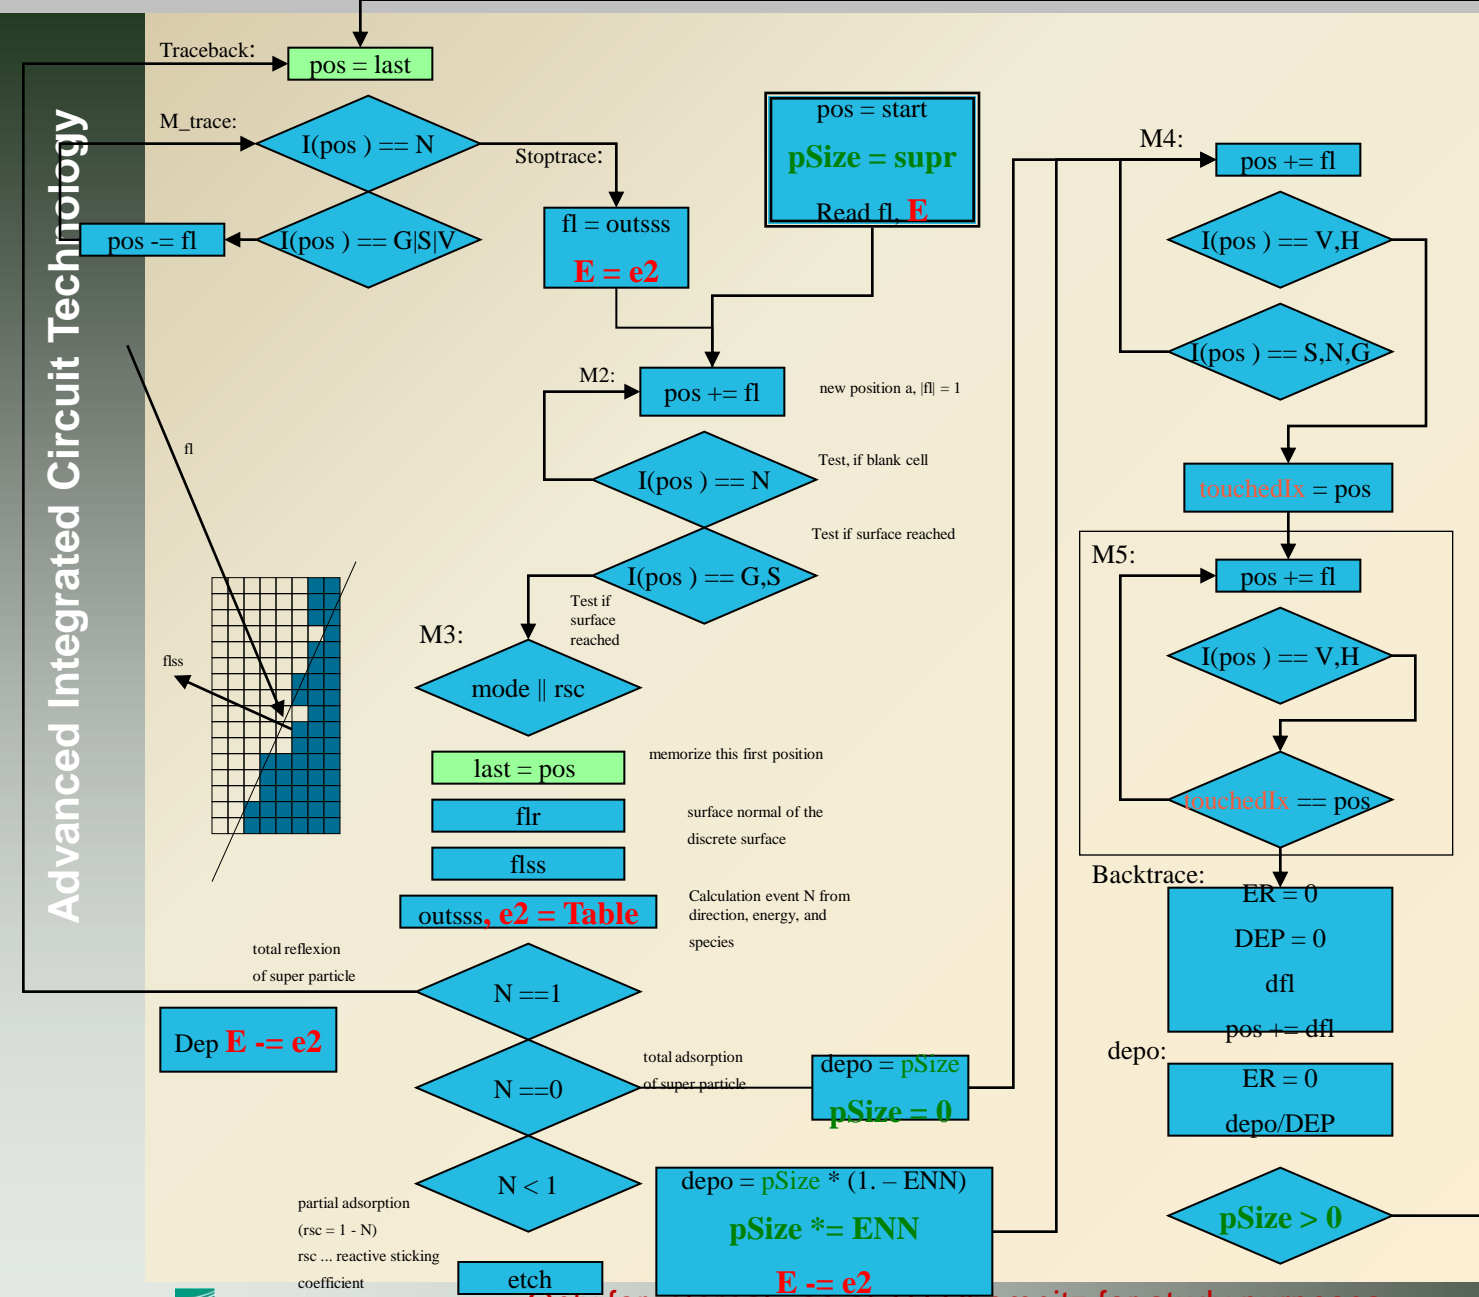 Advanced Integrated Circuit Technology
Traceback:
pos = last
M_trace:
I(pos ) == N
Stoptrace:
pos -= fl
I(pos ) == G|S|V
fl = outsss
E = e2
pos = start
pSize = supr
Read fl, E
M2:
pos += fl
new position a, |fl| = 1
I(pos ) == N
Test, if blank cell
Test if surface reached
I(pos ) == G,S
Test if
surface
reached
fl
flss
M3:
mode || rsc
last = pos
memorize this first position
flr
surface normal of the
discrete surface
flss
outsss, e2 = Table
Calculation event N from
direction, energy, and
species
total reflexion
of super particle
N ==1
Dep E -= e2
N ==0
total adsorption
of super particle
depo = pSize
pSize = 0
N < 1
partial adsorption
(rsc = 1 - N)
rsc ... reactive sticking
coefficient
depo = pSize * (1. – ENN)
pSize *= ENN
E -= e2
etch
M4:
pos += fl
I(pos ) == V,H
I(pos ) == S,N,G
touchedIx = pos
M5:
pos += fl
I(pos ) == V,H
touchedIx == pos
Backtrace:
ER = 0
DEP = 0
dfl
pos += dfl
depo:
ER = 0
depo/DEP
pSize > 0